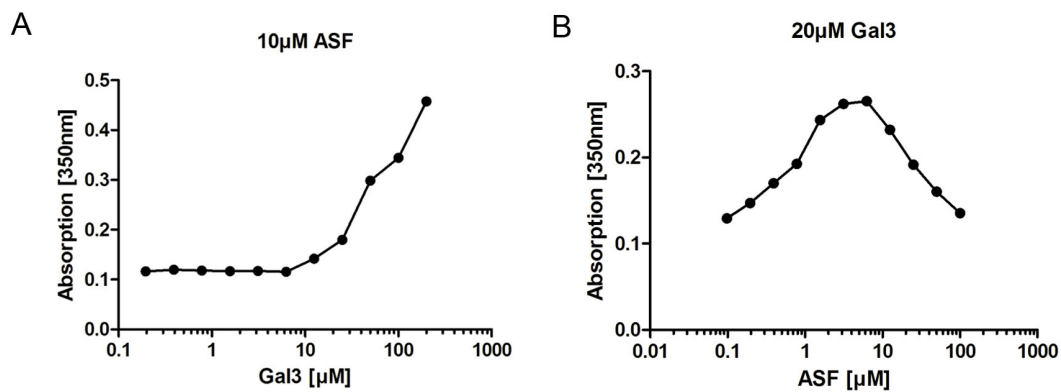 A
10µM ASF
Absorption [350nm]
0.5
0.4
0.3
0.2
0.1
0.0
0.1 1 10 100 1000
Gal3 [µM]
B
20µM Gal3
Absorption [350nm]
0.3
0.2
0.1
0.0
0.01 0.1 1 10 100 1000
ASF [µM]